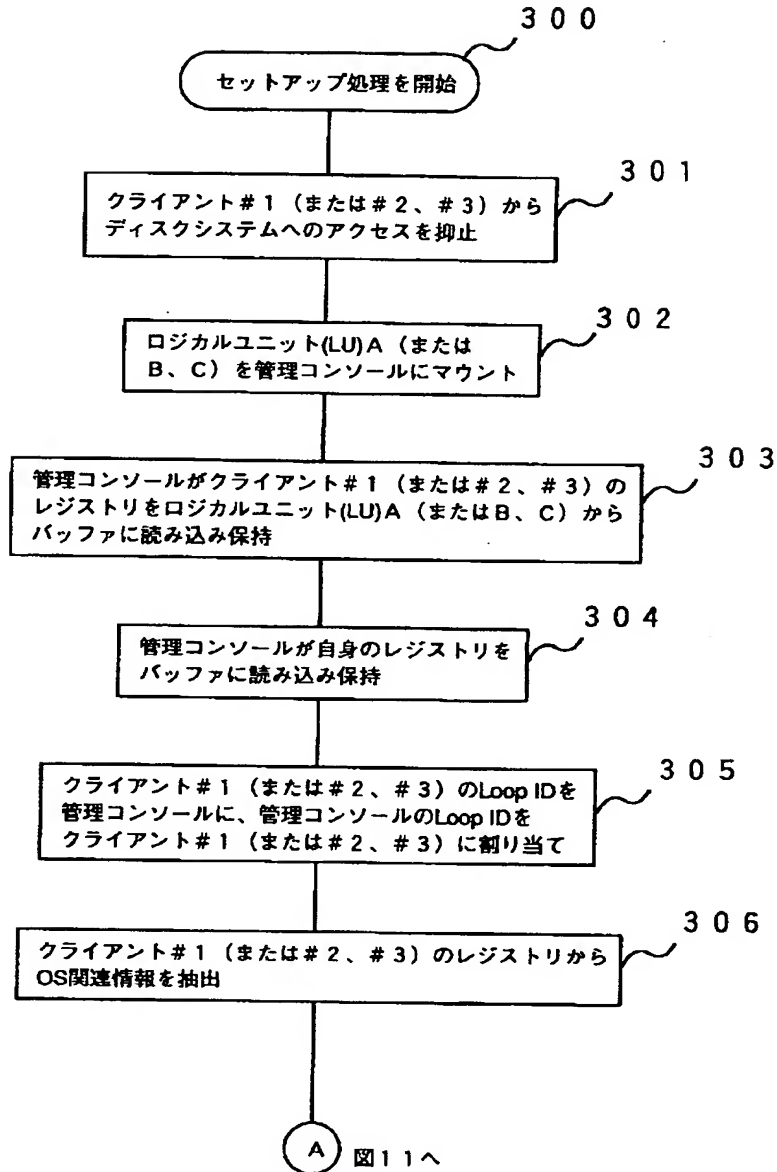 300
セットアップ処理を開始
301
クライアント#1(または#2、#3)から
ディスクシステムへのアクセスを抑止
302
ロジカルユニット(LU)A(または
B、C)を管理コンソールにマウント
303
管理コンソールがクライアント#1(または#2、#3)の
レジストリをロジカルユニット(LU)A(またはB、C)から
バッファに読み込み保持
304
管理コンソールが自身のレジストリを
バッファに読み込み保持
305
クライアント#1(または#2、#3)のLoop IDを
管理コンソールに、管理コンソールのLoop IDを
クライアント#1(または#2、#3)に割り当て
306
クライアント#1(または#2、#3)のレジストリから
OS関連情報を抽出
A 図11へ